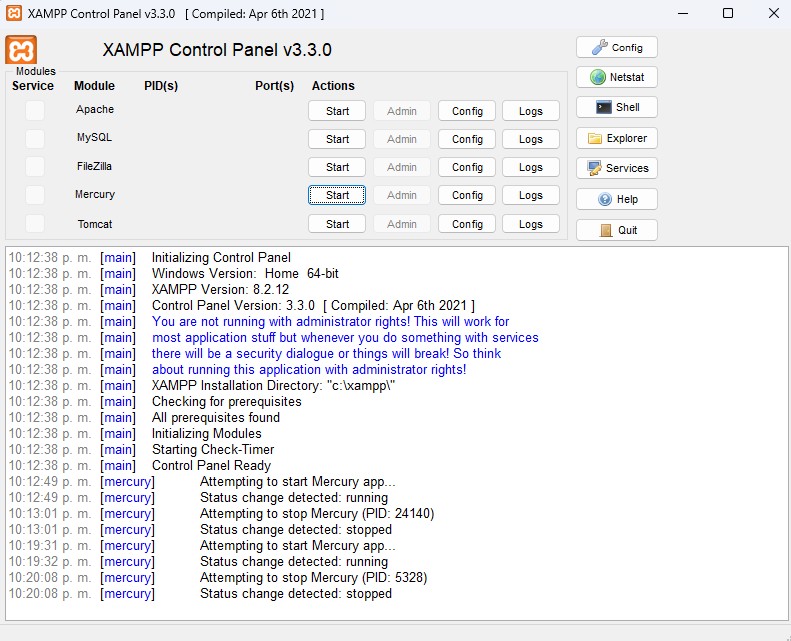 XAMPP Control Panel v3.3.0 [ Compiled: Apr 6th 2021 ]
XAMPP Control Panel v3.3.0
Config
Modules
Service Module PID(s) Port(s) Actions
Netstat
Apache Start Admin Config Logs
Shell
MySQL Start Admin Config Logs
Explorer
FileZilla Start Admin Config Logs
Services
Mercury Start Admin Config Logs
Help
Tomcat Start Admin Config Logs
Quit
10:12:38 p. m. [main] Initializing Control Panel
10:12:38 p. m. [main] Windows Version: Home 64-bit
10:12:38 p. m. [main] XAMPP Version: 8.2.12
10:12:38 p. m. [main] Control Panel Version: 3.3.0 [ Compiled: Apr 6th 2021 ]
10:12:38 p. m. [main] You are not running with administrator rights! This will work for
10:12:38 p. m. [main] most application stuff but whenever you do something with services
10:12:38 p. m. [main] there will be a security dialogue or things will break! So think
10:12:38 p. m. [main] about running this application with administrator rights!
10:12:38 p. m. [main] XAMPP Installation Directory: "c:\xampp\"
10:12:38 p. m. [main] Checking for prerequisites
10:12:38 p. m. [main] All prerequisites found
10:12:38 p. m. [main] Initializing Modules
10:12:38 p. m. [main] Starting Check-Timer
10:12:38 p. m. [main] Control Panel Ready
10:12:49 p. m. [mercury] Attempting to start Mercury app...
10:12:49 p. m. [mercury] Status change detected: running
10:13:01 p. m. [mercury] Attempting to stop Mercury (PID: 24140)
10:13:01 p. m. [mercury] Status change detected: stopped
10:19:31 p. m. [mercury] Attempting to start Mercury app...
10:19:32 p. m. [mercury] Status change detected: running
10:20:08 p. m. [mercury] Attempting to stop Mercury (PID: 5328)
10:20:08 p. m. [mercury] Status change detected: stopped